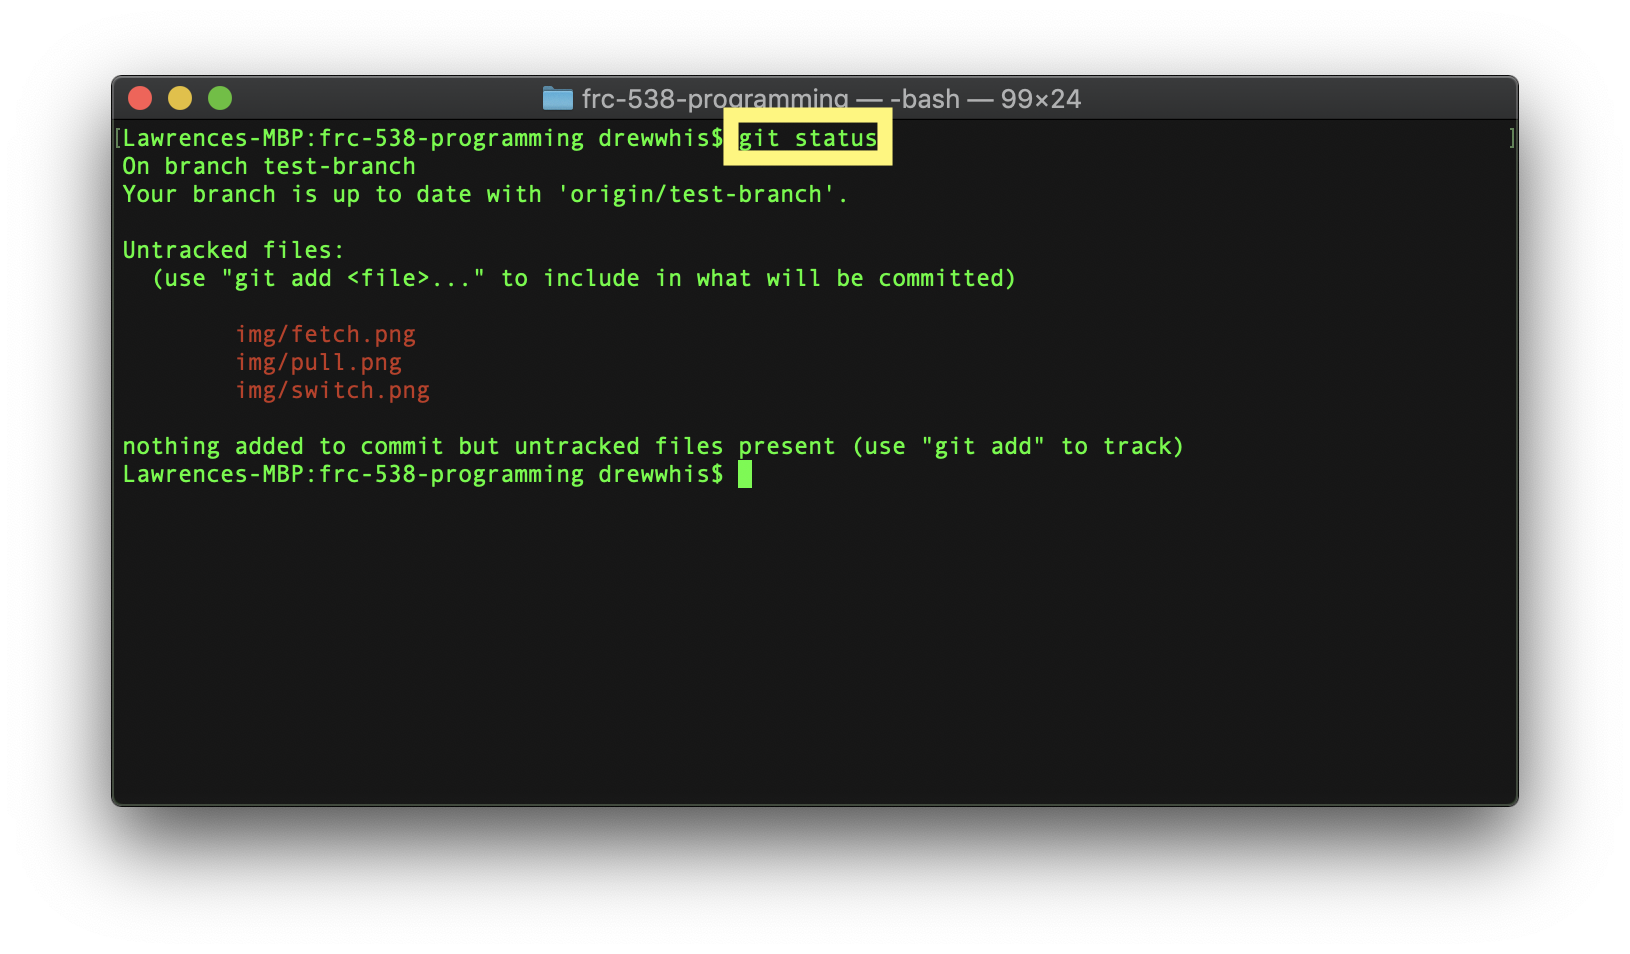 frc-538-programming — -bash — 99×24
[Lawrences-MBP:frc-538-programming drewwhis$ git status ]
On branch test-branch
Your branch is up to date with 'origin/test-branch'.
Untracked files:
(use "git add <file>..." to include in what will be committed)
img/fetch.png
img/pull.png
img/switch.png
nothing added to commit but untracked files present (use "git add" to track)
Lawrences-MBP:frc-538-programming drewwhis$